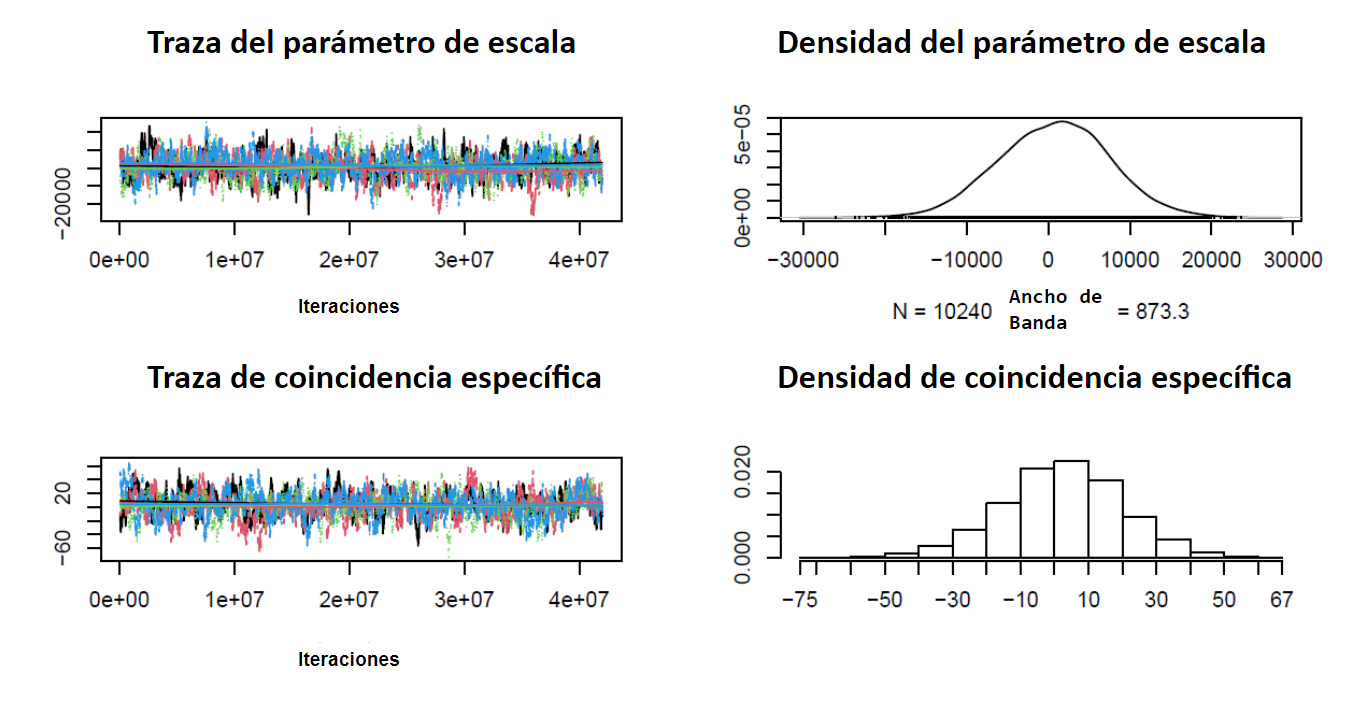 Traza del parámetro de escala
−20000
0e+00 1e+07 2e+07 3e+07 4e+07
Iteraciones
Densidad del parámetro de escala
0e+00 5e−05
−30000 −10000 0 10000 20000 30000
N = 10240 Ancho de Banda = 873.3
Traza de coincidencia específica
−60 20
0e+00 1e+07 2e+07 3e+07 4e+07
Iteraciones
Densidad de coincidencia específica
0.000 0.020
−75 −50 −30 −10 10 30 50 67